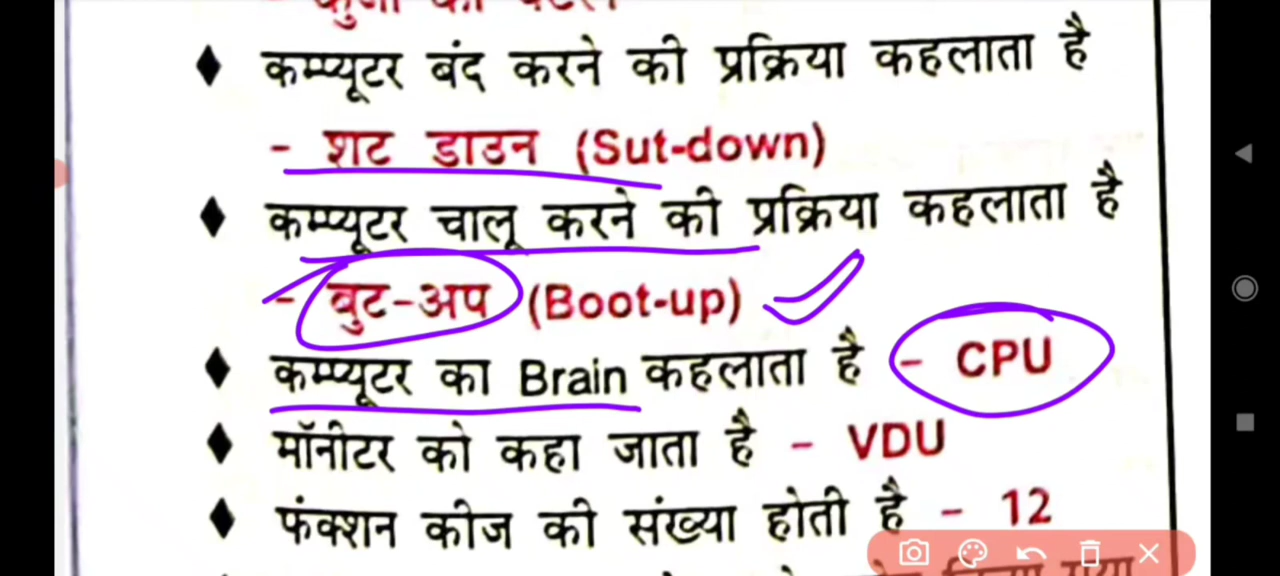 ♦ कम्प्यूटर बंद करने की प्रक्रिया कहलाता है
- शट डाउन (Sut-down)
♦ कम्प्यूटर चालू करने की प्रक्रिया कहलाता है
- बुट-अप (Boot-up)
♦ कम्प्यूटर का Brain कहलाता है - CPU
♦ मॉनीटर को कहा जाता है - VDU
♦ फंक्शन कीज की संख्या होती है - 12